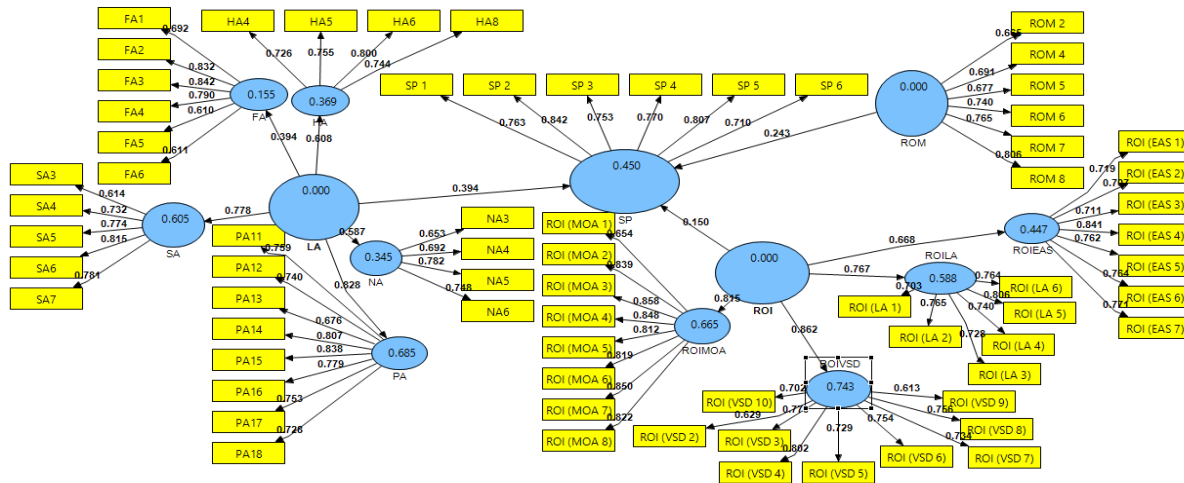 FA1
FA2
FA3
FA4
FA5
FA6
0.692
0.832
0.842
0.790
0.610
0.611
0.155
FA
HA4
HA5
HA6
HA8
0.726
0.755
0.800
0.744
0.369
HA
0.394
0.608
SP 1
SP 2
SP 3
SP 4
SP 5
SP 6
0.763
0.842
0.753
0.770
0.807
0.710
0.450
SP
ROM 2
ROM 4
ROM 5
ROM 6
ROM 7
ROM 8
0.665
0.691
0.677
0.740
0.765
0.806
0.000
ROM
0.243
SA3
SA4
SA5
SA6
SA7
0.614
0.732
0.774
0.815
0.781
0.605
SA
0.778
0.000
LA
0.394
0.587
0.828
NA3
NA4
NA5
NA6
0.653
0.692
0.782
0.748
0.345
NA
PA11
PA12
PA13
PA14
PA15
PA16
PA17
PA18
0.759
0.740
0.676
0.807
0.838
0.779
0.753
0.728
0.685
PA
ROI (MOA 1)
ROI (MOA 2)
ROI (MOA 3)
ROI (MOA 4)
ROI (MOA 5)
ROI (MOA 6)
ROI (MOA 7)
ROI (MOA 8)
0.654
0.839
0.858
0.848
0.812
0.819
0.850
0.822
0.665
ROIMOA
0.815
0.150
0.000
ROI
0.668
0.767
0.862
ROI (EAS 1)
ROI (EAS 2)
ROI (EAS 3)
ROI (EAS 4)
ROI (EAS 5)
ROI (EAS 6)
ROI (EAS 7)
0.719
0.711
0.841
0.762
0.764
0.771
0.447
ROIEAS
ROILA
0.588
0.703
0.765
0.728
0.740
0.806
0.764
ROI (LA 1)
ROI (LA 2)
ROI (LA 3)
ROI (LA 4)
ROI (LA 5)
ROI (LA 6)
ROIVSD
0.743
0.702
0.629
0.802
0.729
0.754
0.734
0.756
0.613
ROI (VSD 10)
ROI (VSD 2)
ROI (VSD 3)
ROI (VSD 4)
ROI (VSD 5)
ROI (VSD 6)
ROI (VSD 7)
ROI (VSD 8)
ROI (VSD 9)